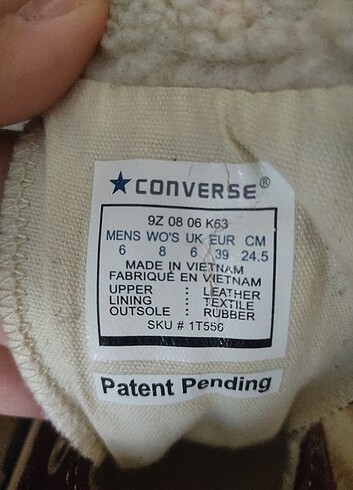 CONVERSE®
9Z 08 06 K63
MENS WO'S UK EUR CM
6 8 6 39 24.5
MADE IN VIETNAM
FABRIQUÉ EN VIETNAM
UPPER : LEATHER
LINING : TEXTILE
OUTSOLE : RUBBER
SKU # 1T556
Patent Pending